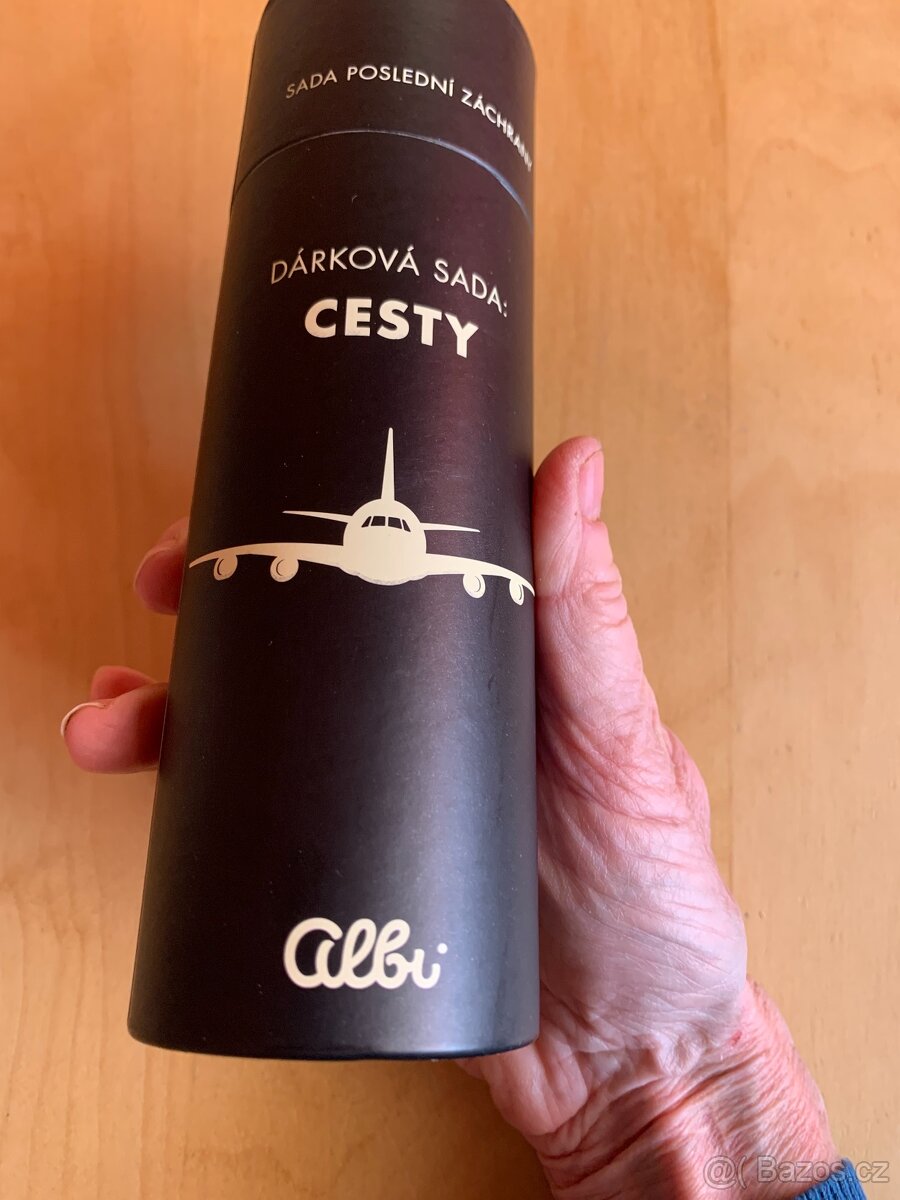 SADA POSLEDNÍ ZÁCHRANY
DÁRKOVÁ SADA:
CESTY
albi
@( Bazos.cz